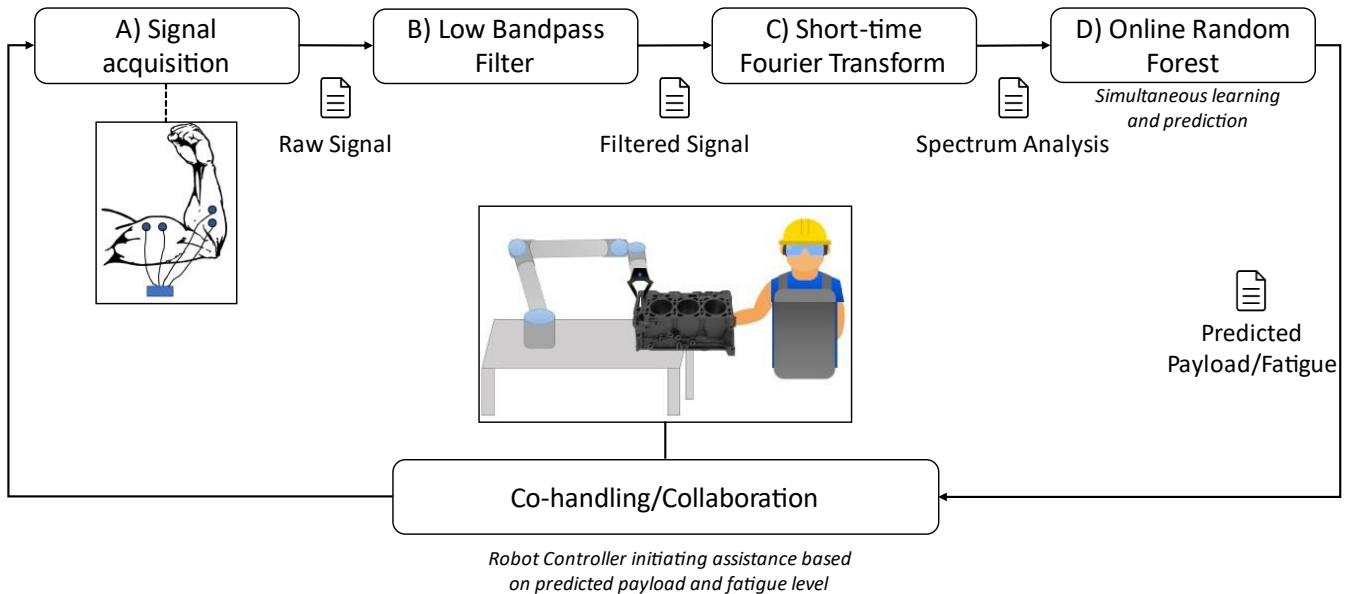 A) Signal
acquisition
B) Low Bandpass
Filter
C) Short-time
Fourier Transform
D) Online Random
Forest
Simultaneous learning
and prediction
Raw Signal
Filtered Signal
Spectrum Analysis
Predicted
Payload/Fatigue
Co-handling/Collaboration
Robot Controller initiating assistance based
on predicted payload and fatigue level